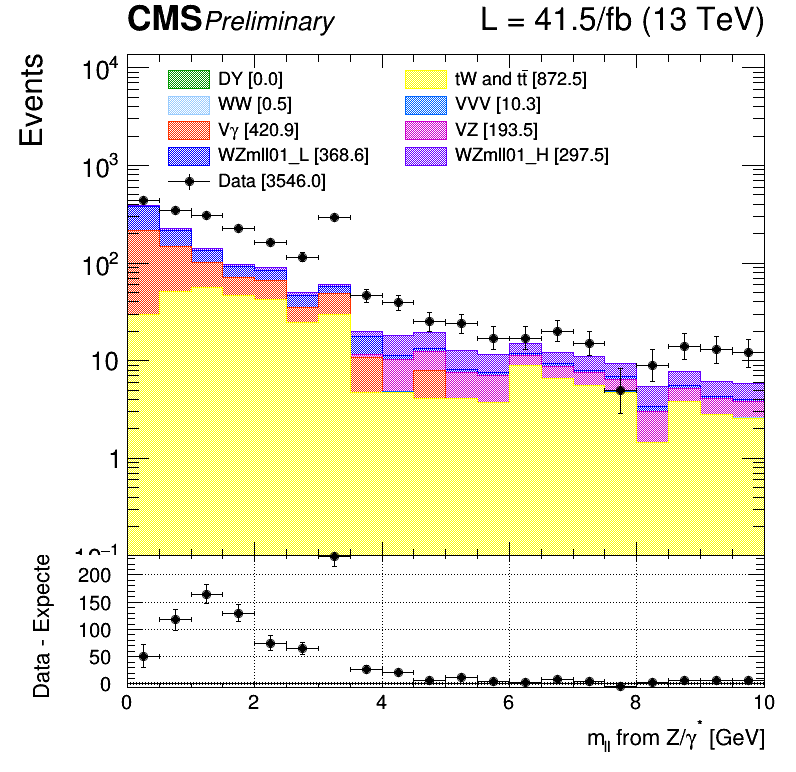 CMS Preliminary L = 41.5/fb (13 TeV)
Events
DY [0.0] tW and tt̄ [872.5]
WW [0.5] VVV [10.3]
Vγ [420.9] VZ [193.5]
WZmll01_L [368.6] WZmll01_H [297.5]
Data [3546.0]
10⁴
10³
10²
10
1
10⁻¹
Data - Expecte
200
150
100
50
0
0 2 4 6 8 10
m_ll from Z/γ* [GeV]